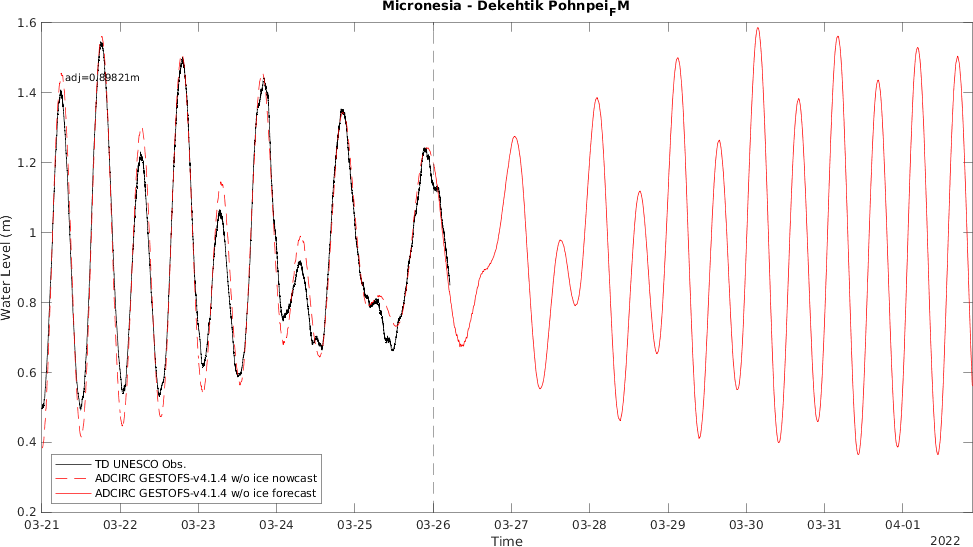 Micronesia - Dekehtik Pohnpei_FM
1.6
adj=0.89821m
1.4
1.2
1
0.8
0.6
0.4
0.2
Water Level (m)
TD UNESCO Obs.
ADCIRC GESTOFS-v4.1.4 w/o ice nowcast
ADCIRC GESTOFS-v4.1.4 w/o ice forecast
03-21 03-22 03-23 03-24 03-25 03-26 03-27 03-28 03-29 03-30 03-31 04-01
Time
2022